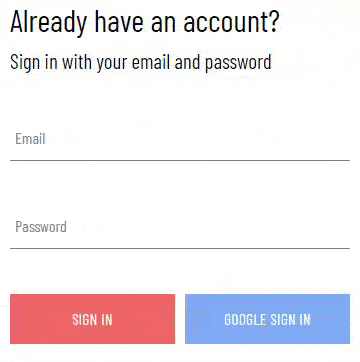 Already have an account?
Sign in with your email and password
Email
Password
SIGN IN
GOOGLE SIGN IN